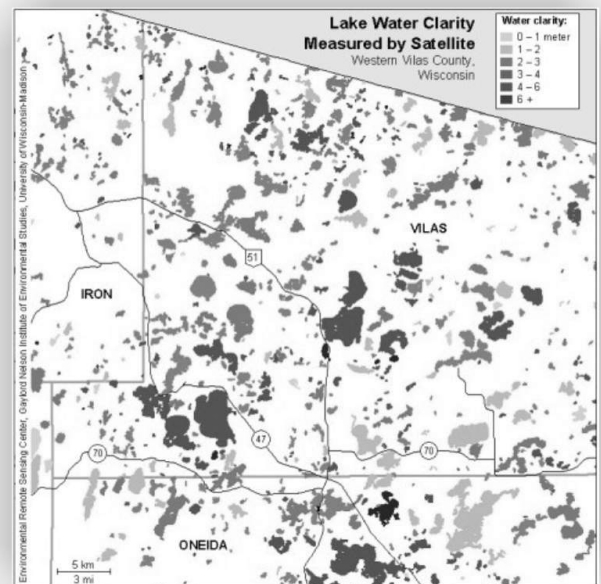 Lake Water Clarity
Measured by Satellite
Western Vilas County,
Wisconsin
Water clarity:
0 – 1 meter
1 – 2
2 – 3
3 – 4
4 – 6
6 +
VILAS
51
IRON
47
70
70
ONEIDA
5 km
3 mi
Environmental Remote Sensing Center, Gaylord Nelson Institute of Environmental Studies, University of Wisconsin-Madison